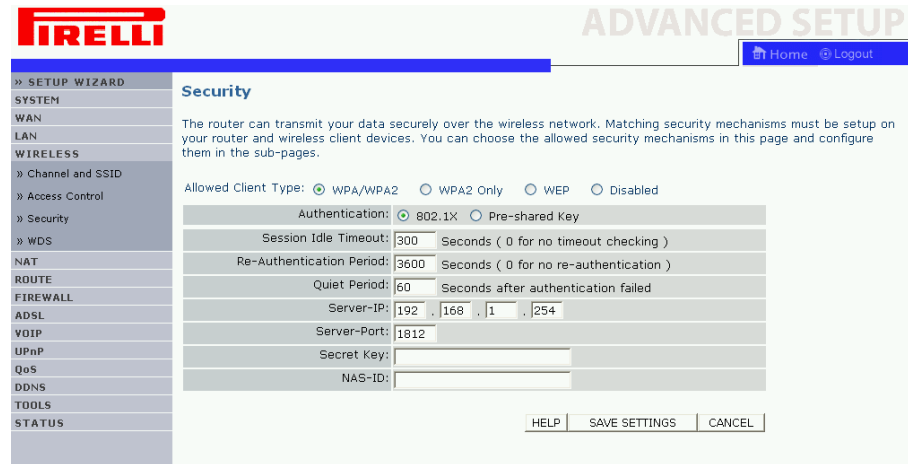 PIRELLI
ADVANCED SETUP
Home Logout
» SETUP WIZARD
SYSTEM
WAN
LAN
WIRELESS
» Channel and SSID
» Access Control
» Security
» WDS
NAT
ROUTE
FIREWALL
ADSL
VOIP
UPnP
QoS
DDNS
TOOLS
STATUS
Security
The router can transmit your data securely over the wireless network. Matching security mechanisms must be setup on
your router and wireless client devices. You can choose the allowed security mechanisms in this page and configure
them in the sub-pages.
Allowed Client Type: WPA/WPA2 WPA2 Only WEP Disabled
Authentication: 802.1X Pre-shared Key
Session Idle Timeout: 300 Seconds ( 0 for no timeout checking )
Re-Authentication Period: 3600 Seconds ( 0 for no re-authentication )
Quiet Period: 60 Seconds after authentication failed
Server-IP: 192 . 168 . 1 . 254
Server-Port: 1812
Secret Key:
NAS-ID:
HELP SAVE SETTINGS CANCEL